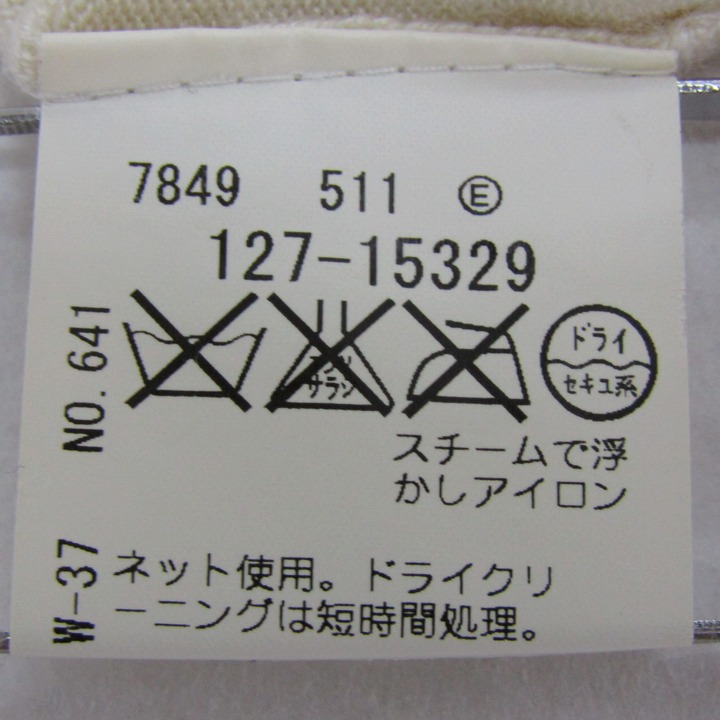 7849 511 Ⓔ
127-15329
NO. 641
エンソ
サラシ
ドライ
セキユ系
スチームで浮
かしアイロン
W-37
ネット使用。ドライクリ
ーニングは短時間処理。